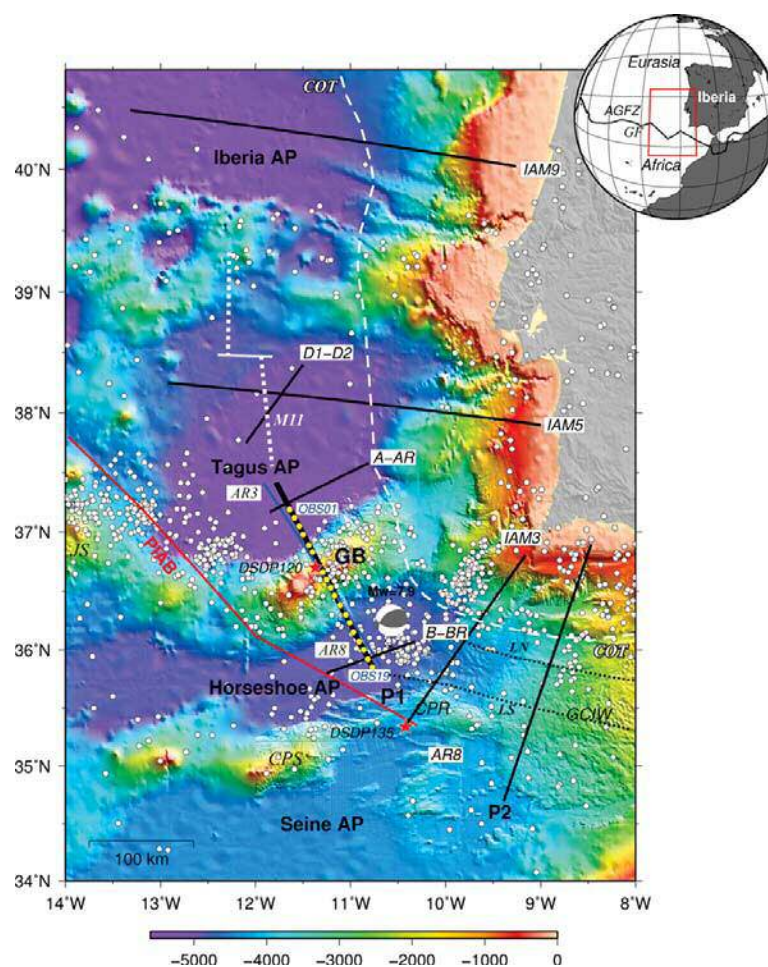 Eurasia
Iberia
AGFZ
GF
Africa
COT
40°N
Iberia AP
IAM9
39°N
D1-D2
38°N
M11
IAM5
A-AR
Tagus AP
AR3
OBS01
37°N
IAM3
JS
PIAB
GB
DSDP120
Mw=7.9
36°N
B-BR
AR8
LN
COT
OBS19
Horseshoe AP
P1
CPR
LS
GCIW
DSDP135
35°N
CPS
AR8
P2
Seine AP
100 km
34°N
14°W
13°W
12°W
11°W
10°W
9°W
8°W
-5000
-4000
-3000
-2000
-1000
0